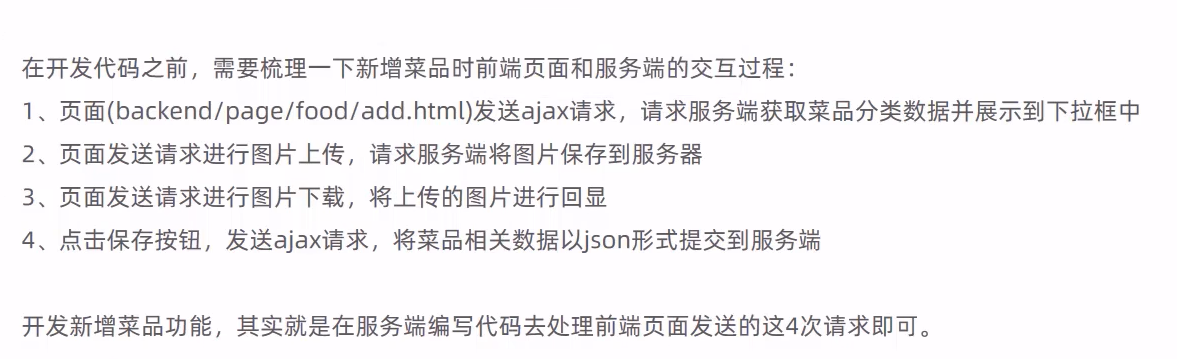 在开发代码之前，需要梳理一下新增菜品时前端页面和服务端的交互过程：
1、页面(backend/page/food/add.html)发送ajax请求，请求服务端获取菜品分类数据并展示到下拉框中
2、页面发送请求进行图片上传，请求服务端将图片保存到服务器
3、页面发送请求进行图片下载，将上传的图片进行回显
4、点击保存按钮，发送ajax请求，将菜品相关数据以json形式提交到服务端
开发新增菜品功能，其实就是在服务端编写代码去处理前端页面发送的这4次请求即可。